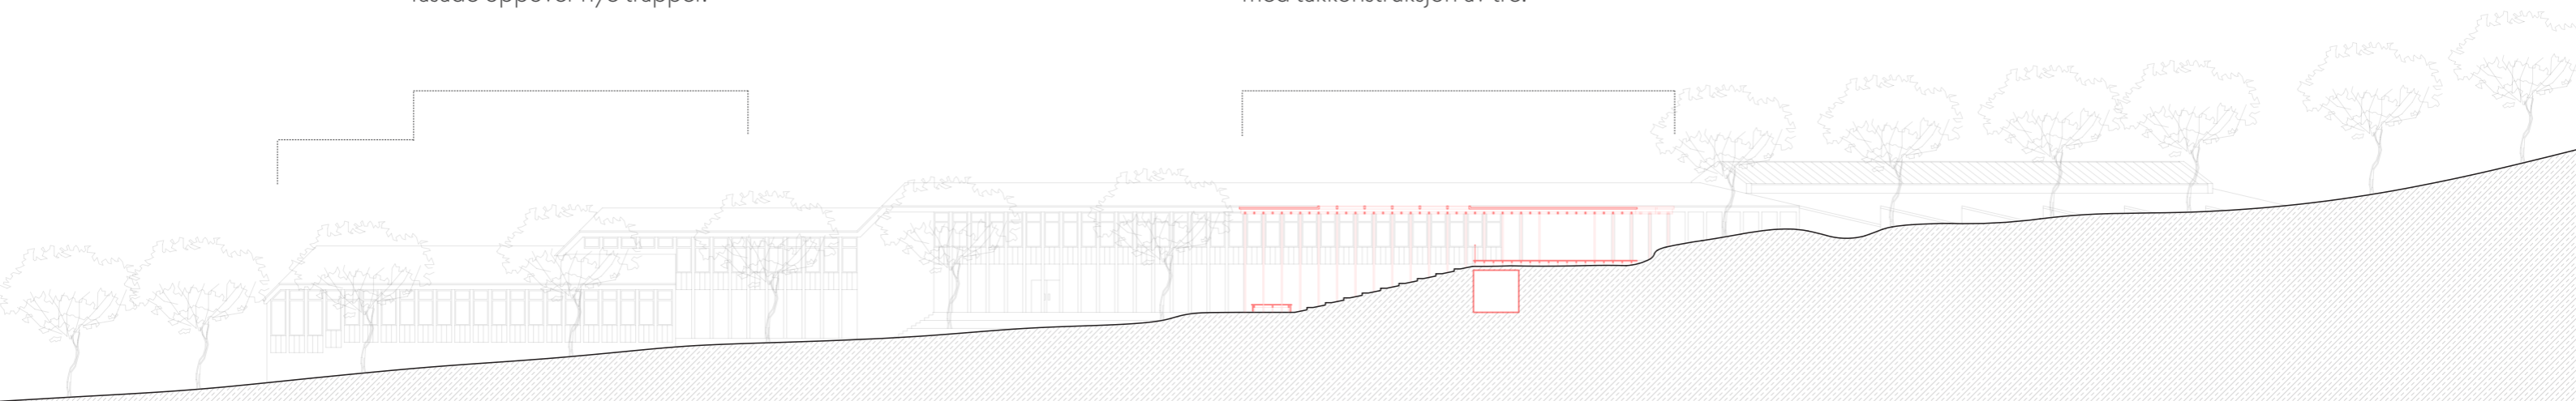 fasade oppover nye trapper.
med takkonstruksjon av tre.